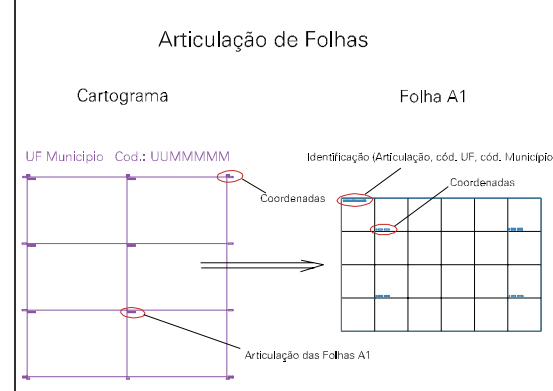 Articulação de Folhas
Cartograma
Folha A1
UF Municipio Cod.: UUMMMMM
Identificação (Articulação, cód. UF, cód. Município
Coordenadas
Coordenadas
Articulação das Folhas A1